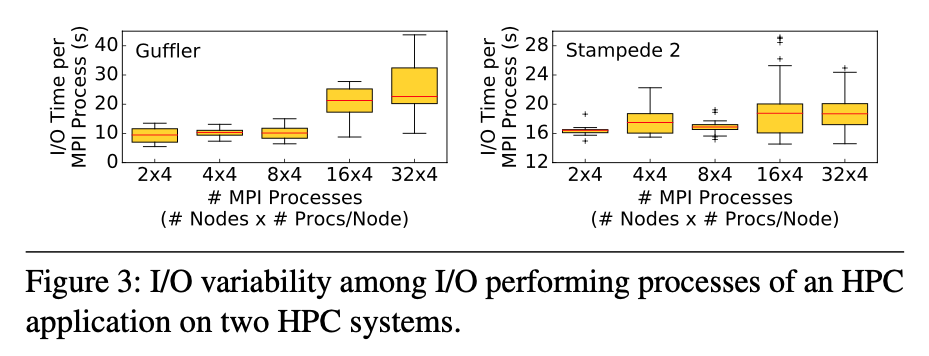 I/O Time per
MPI Process (s)
Guffler
40
30
20
10
0
2x4 4x4 8x4 16x4 32x4
# MPI Processes
(# Nodes x # Procs/Node)
I/O Time per
MPI Process (s)
Stampede 2
28
24
20
16
12
2x4 4x4 8x4 16x4 32x4
# MPI Processes
(# Nodes x # Procs/Node)
Figure 3: I/O variability among I/O performing processes of an HPC
application on two HPC systems.